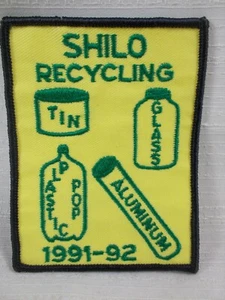 SHILO
RECYCLING
TIN
GLASS
PLASTIC
POP
ALUMINUM
1991-92